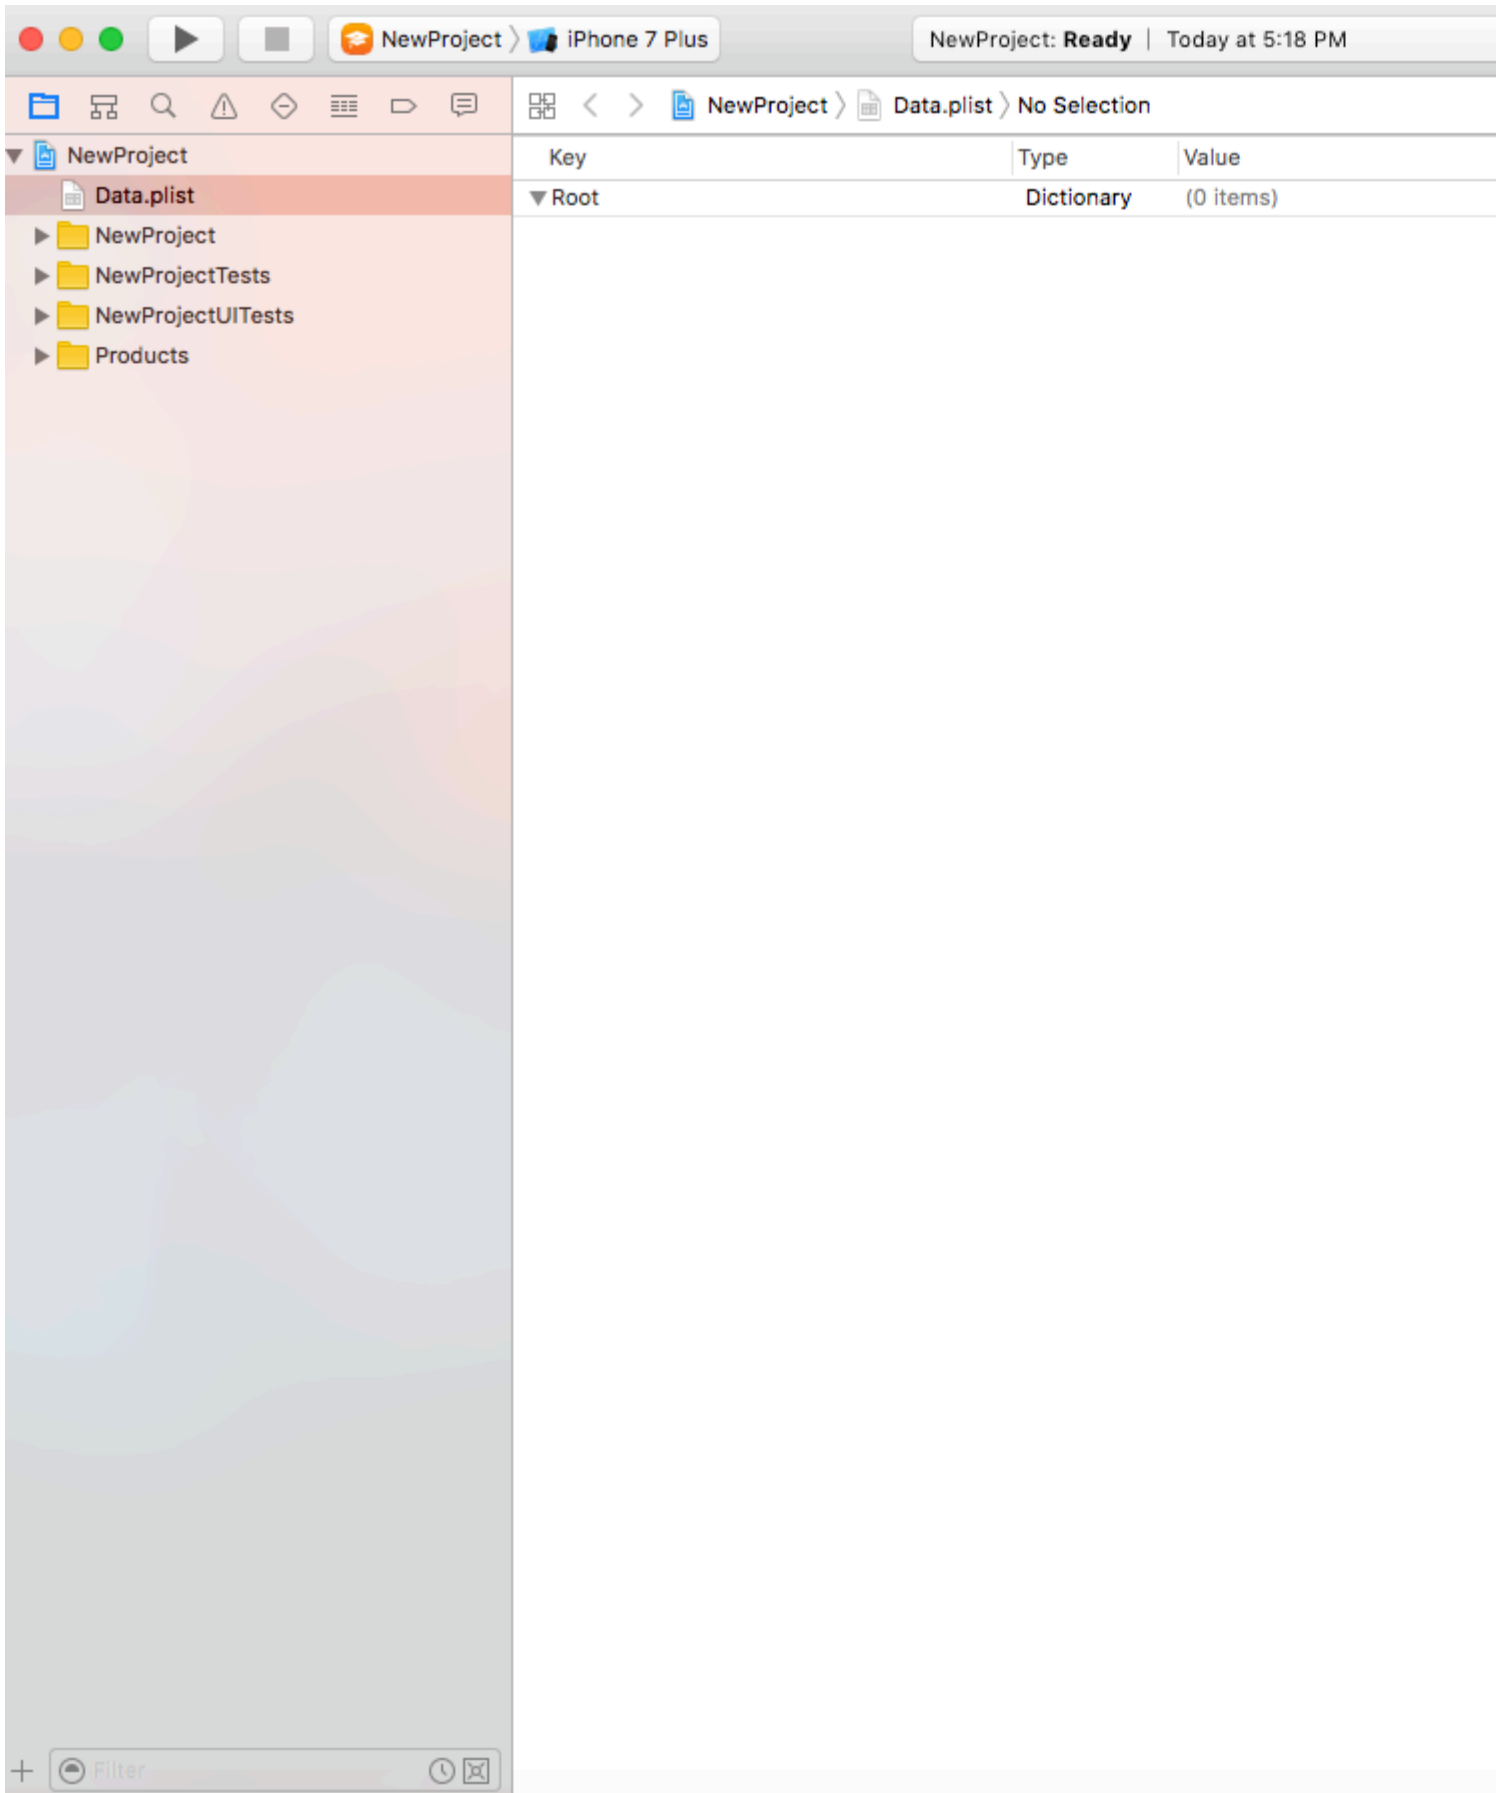 NewProject 〉 iPhone 7 Plus
NewProject: Ready | Today at 5:18 PM
NewProject 〉 Data.plist 〉 No Selection
NewProject
Data.plist
NewProject
NewProjectTests
NewProjectUITests
Products
Key Type Value
Root Dictionary (0 items)
Filter